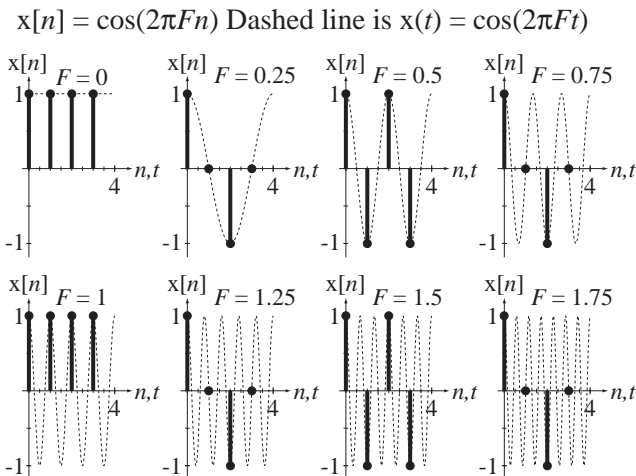 x[n] = cos(2πFn) Dashed line is x(t) = cos(2πFt)
x[n] F = 0
1
n,t
4
-1
x[n] F = 0.25
1
n,t
4
-1
x[n] F = 0.5
1
n,t
4
-1
x[n] F = 0.75
1
n,t
4
-1
x[n] F = 1
1
n,t
4
-1
x[n] F = 1.25
1
n,t
4
-1
x[n] F = 1.5
1
n,t
4
-1
x[n] F = 1.75
1
n,t
4
-1